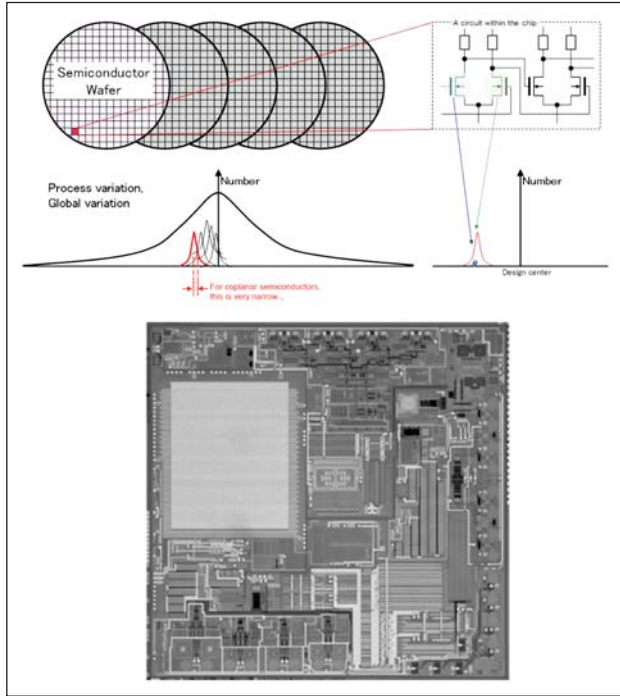 A circuit within the chip
Semiconductor
Wafer
Process variation,
Global variation
Number
Number
Design center
For coplanar semiconductors,
this is very narrow.,